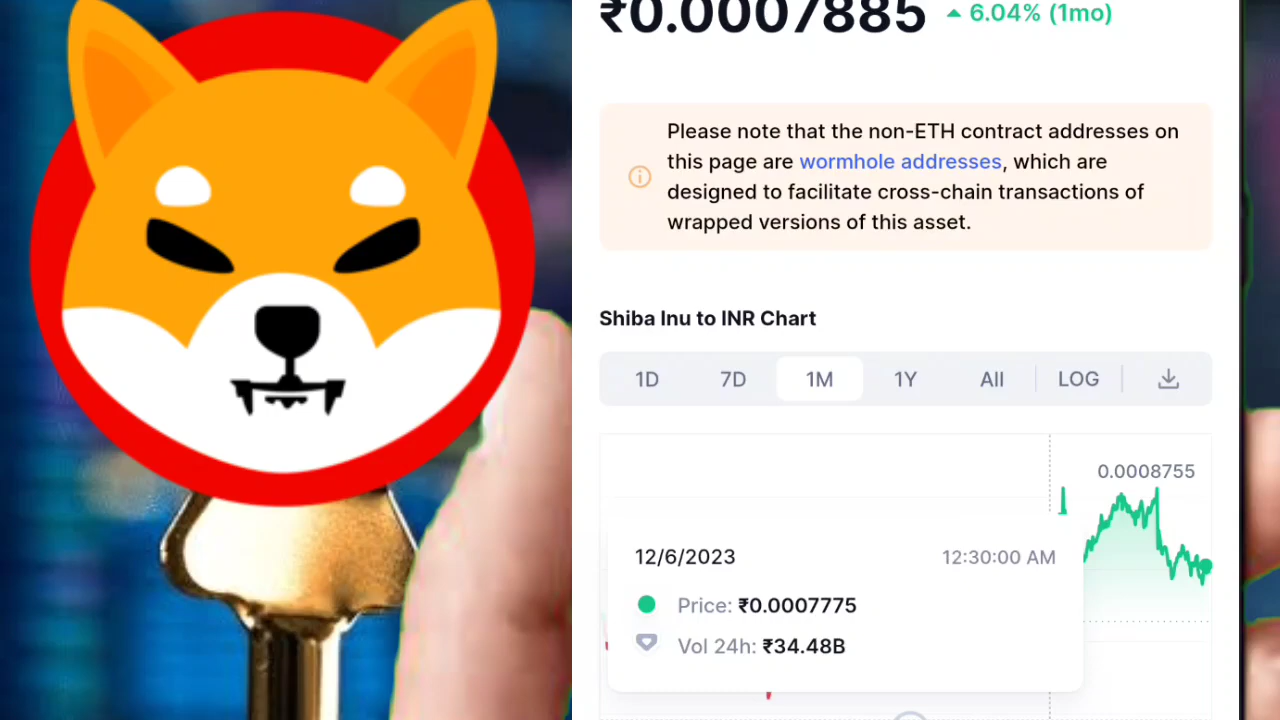 ₹0.0007885 6.04% (1mo)
Please note that the non-ETH contract addresses on
this page are wormhole addresses, which are
designed to facilitate cross-chain transactions of
wrapped versions of this asset.
Shiba Inu to INR Chart
1D 7D 1M 1Y All LOG
0.0008755
12/6/2023 12:30:00 AM
Price: ₹0.0007775
Vol 24h: ₹34.48B